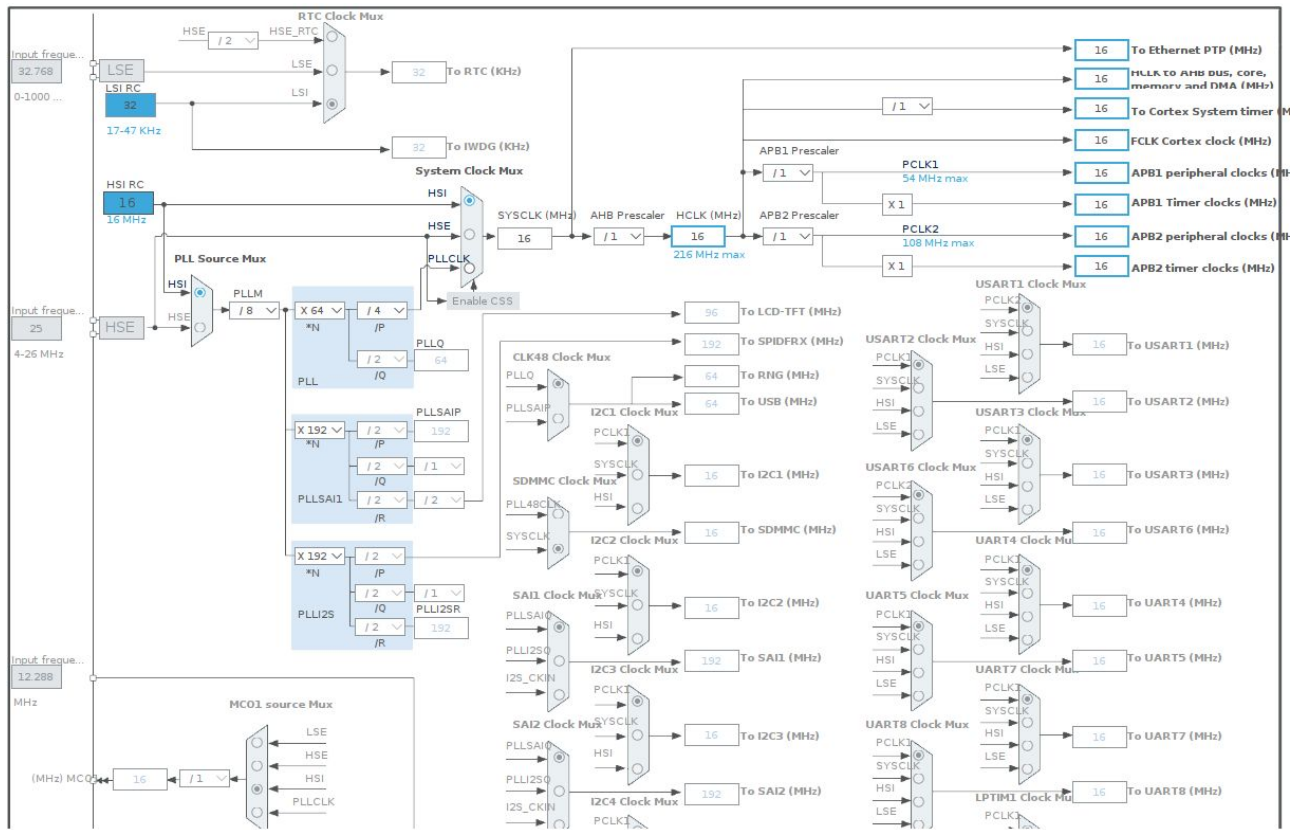 RTC Clock Mux
HSE
/ 2
HSE_RTC
Input freque...
32.768
0-1000 ...
LSE
LSE
32
To RTC (KHz)
LSI RC
32
17-47 KHz
LSI
32
To IWDG (KHz)
16
To Ethernet PTP (MHz)
16
HCLK to AHB bus, core,
memory and DMA (MHz)
/ 1
16
To Cortex System timer (M
16
FCLK Cortex clock (MHz)
APB1 Prescaler
/ 1
PCLK1
54 MHz max
16
APB1 peripheral clocks (MH
X 1
16
APB1 Timer clocks (MHz)
System Clock Mux
HSI RC
16
16 MHz
HSI
HSE
PLLCLK
SYSCLK (MHz)
16
AHB Prescaler
/ 1
HCLK (MHz)
16
216 MHz max
APB2 Prescaler
/ 1
PCLK2
108 MHz max
16
APB2 peripheral clocks (MH
X 1
16
APB2 timer clocks (MHz)
Enable CSS
PLL Source Mux
HSI
HSE
Input freque...
25
4-26 MHz
HSE
PLLM
/ 8
X 64
*N
/ 4
/P
PLLQ
/ 2
64
/Q
PLL
X 192
*N
PLLSAIP
/ 2
192
/P
/ 2
/ 1
/Q
PLLSAI1
/ 2
/ 2
/R
X 192
*N
/ 2
/P
/ 2
/ 1
/Q
PLLI2SR
PLLI2S
/ 2
192
/R
96
To LCD-TFT (MHz)
192
To SPIDFRX (MHz)
CLK48 Clock Mux
PLLQ
PLLSAIP
64
To RNG (MHz)
64
To USB (MHz)
I2C1 Clock Mux
PCLK1
SYSCLK
HSI
16
To I2C1 (MHz)
SDMMC Clock Mux
PLL48CLK
SYSCLK
16
To SDMMC (MHz)
I2C2 Clock Mux
PCLK1
SYSCLK
HSI
16
To I2C2 (MHz)
SAI1 Clock Mux
PLLSAIQ
PLLI2SQ
I2S_CKIN
192
To SAI1 (MHz)
I2C3 Clock Mux
PCLK1
SYSCLK
HSI
16
To I2C3 (MHz)
SAI2 Clock Mux
PLLSAIQ
PLLI2SQ
I2S_CKIN
192
To SAI2 (MHz)
I2C4 Clock Mux
PCLK1
USART1 Clock Mux
PCLK2
SYSCLK
HSI
LSE
16
To USART1 (MHz)
USART2 Clock Mux
PCLK1
SYSCLK
HSI
LSE
16
To USART2 (MHz)
USART3 Clock Mux
PCLK1
SYSCLK
HSI
LSE
16
To USART3 (MHz)
USART6 Clock Mux
PCLK2
SYSCLK
HSI
LSE
16
To USART6 (MHz)
UART4 Clock Mux
PCLK1
SYSCLK
HSI
LSE
16
To UART4 (MHz)
UART5 Clock Mux
PCLK1
SYSCLK
HSI
LSE
16
To UART5 (MHz)
UART7 Clock Mux
PCLK1
SYSCLK
HSI
LSE
16
To UART7 (MHz)
UART8 Clock Mux
PCLK1
SYSCLK
HSI
LSE
16
To UART8 (MHz)
LPTIM1 Clock Mux
PCLK1
Input freque...
12.288
MHz
MCO1 source Mux
LSE
HSE
HSI
PLLCLK
(MHz) MCO1
16
/ 1